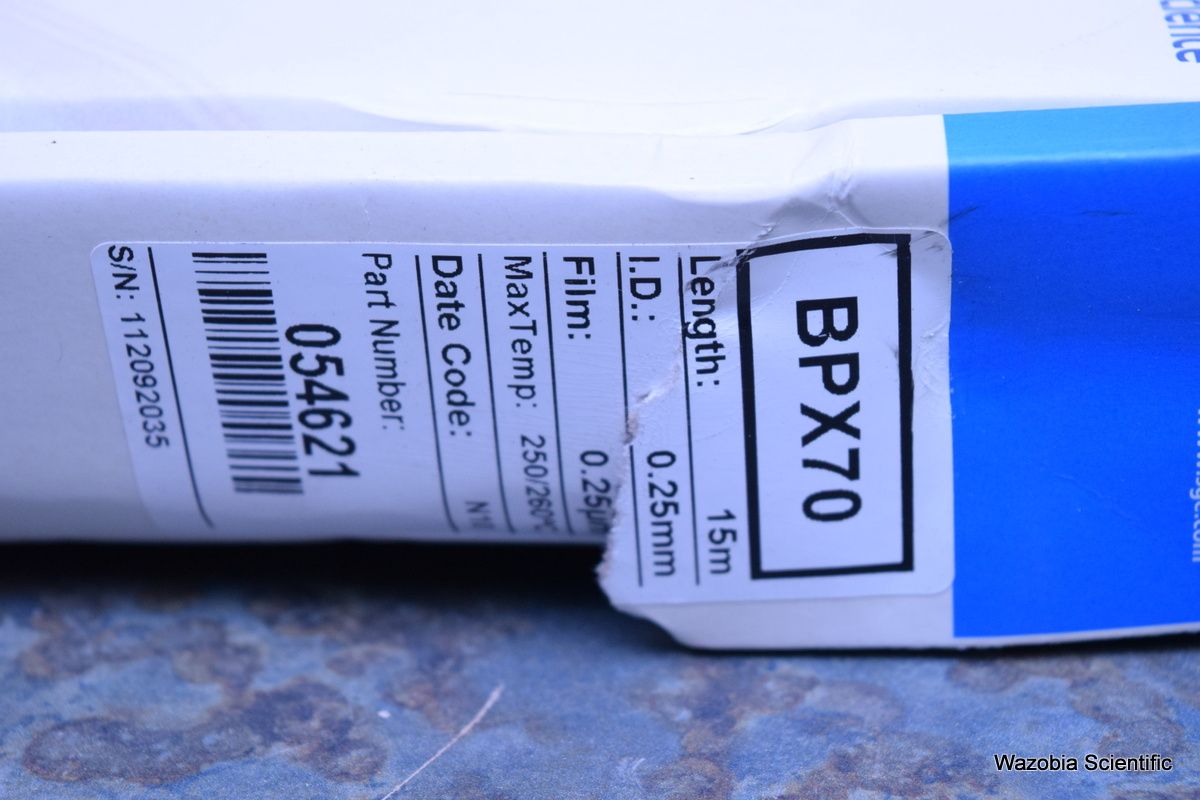 BPX70
Length: 15m
I.D.: 0.25mm
Film: 0.25µm
MaxTemp: 250/260°C
Date Code:
Part Number:
054621
S/N: 112092035
Wazobia Scientific